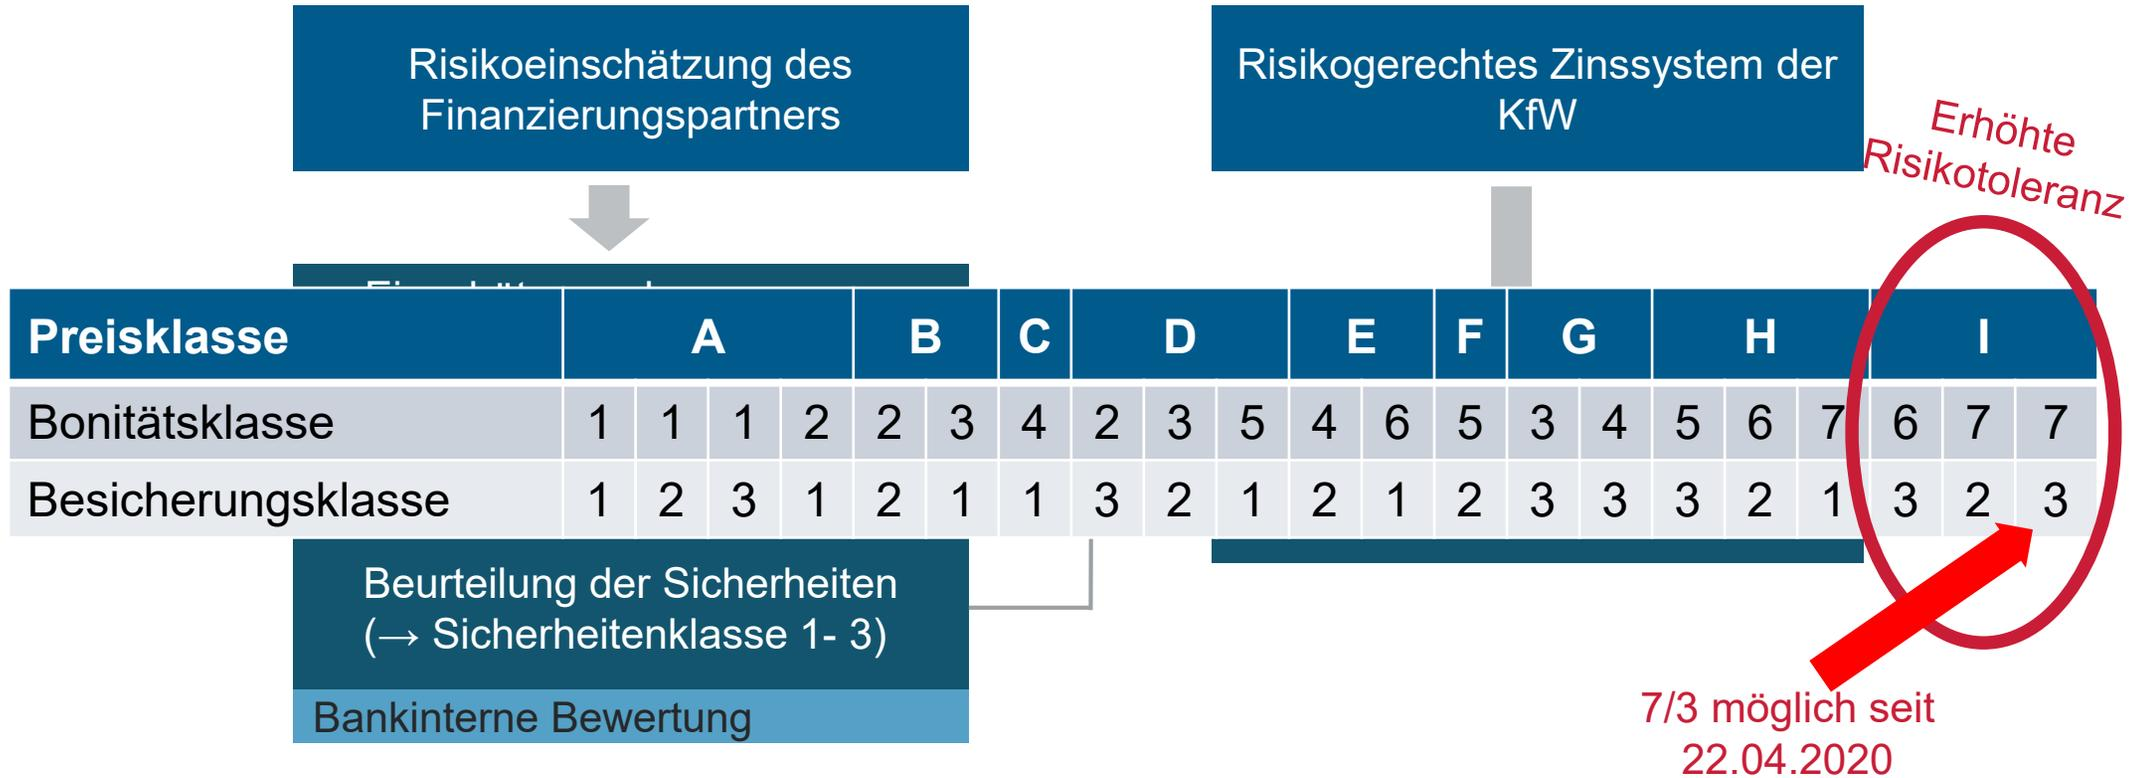 Risikoeinschätzung des
Finanzierungspartners
Risikogerechtes Zinssystem der
KfW
Erhöhte
Risikotoleranz
Preisklasse A B C D E F G H I
Bonitätsklasse 1 1 1 2 2 3 4 2 3 5 4 6 5 3 4 5 6 7 6 7 7
Besicherungsklasse 1 2 3 1 2 1 1 3 2 1 2 1 2 3 3 3 2 1 3 2 3
Beurteilung der Sicherheiten
(→ Sicherheitenklasse 1- 3)
Bankinterne Bewertung
7/3 möglich seit
22.04.2020